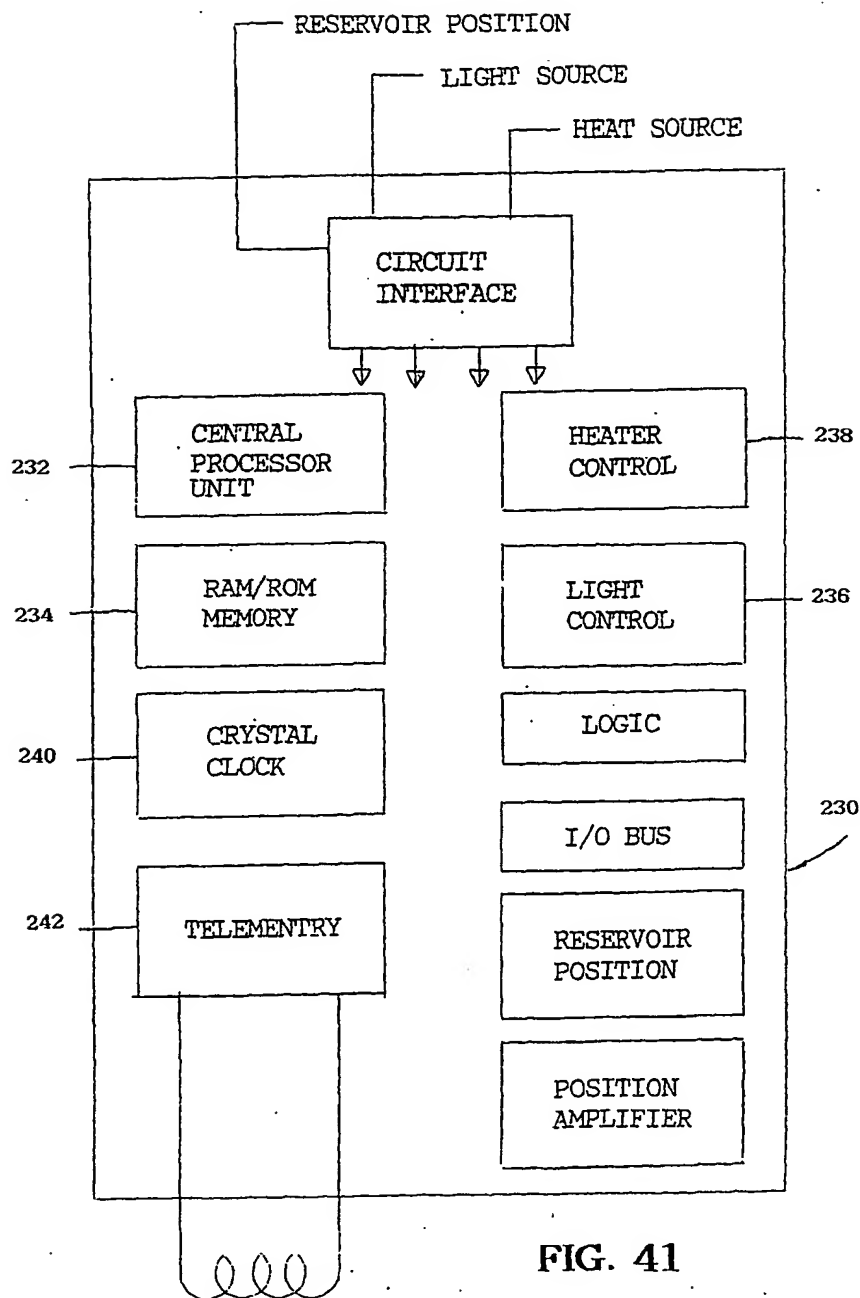 RESERVOIR POSITION
LIGHT SOURCE
HEAT SOURCE
CIRCUIT
INTERFACE
CENTRAL
PROCESSOR
UNIT
232
HEATER
CONTROL
238
RAM/ROM
MEMORY
234
LIGHT
CONTROL
236
CRYSTAL
CLOCK
240
LOGIC
I/O BUS
230
TELEMENTRY
242
RESERVOIR
POSITION
POSITION
AMPLIFIER
FIG. 41